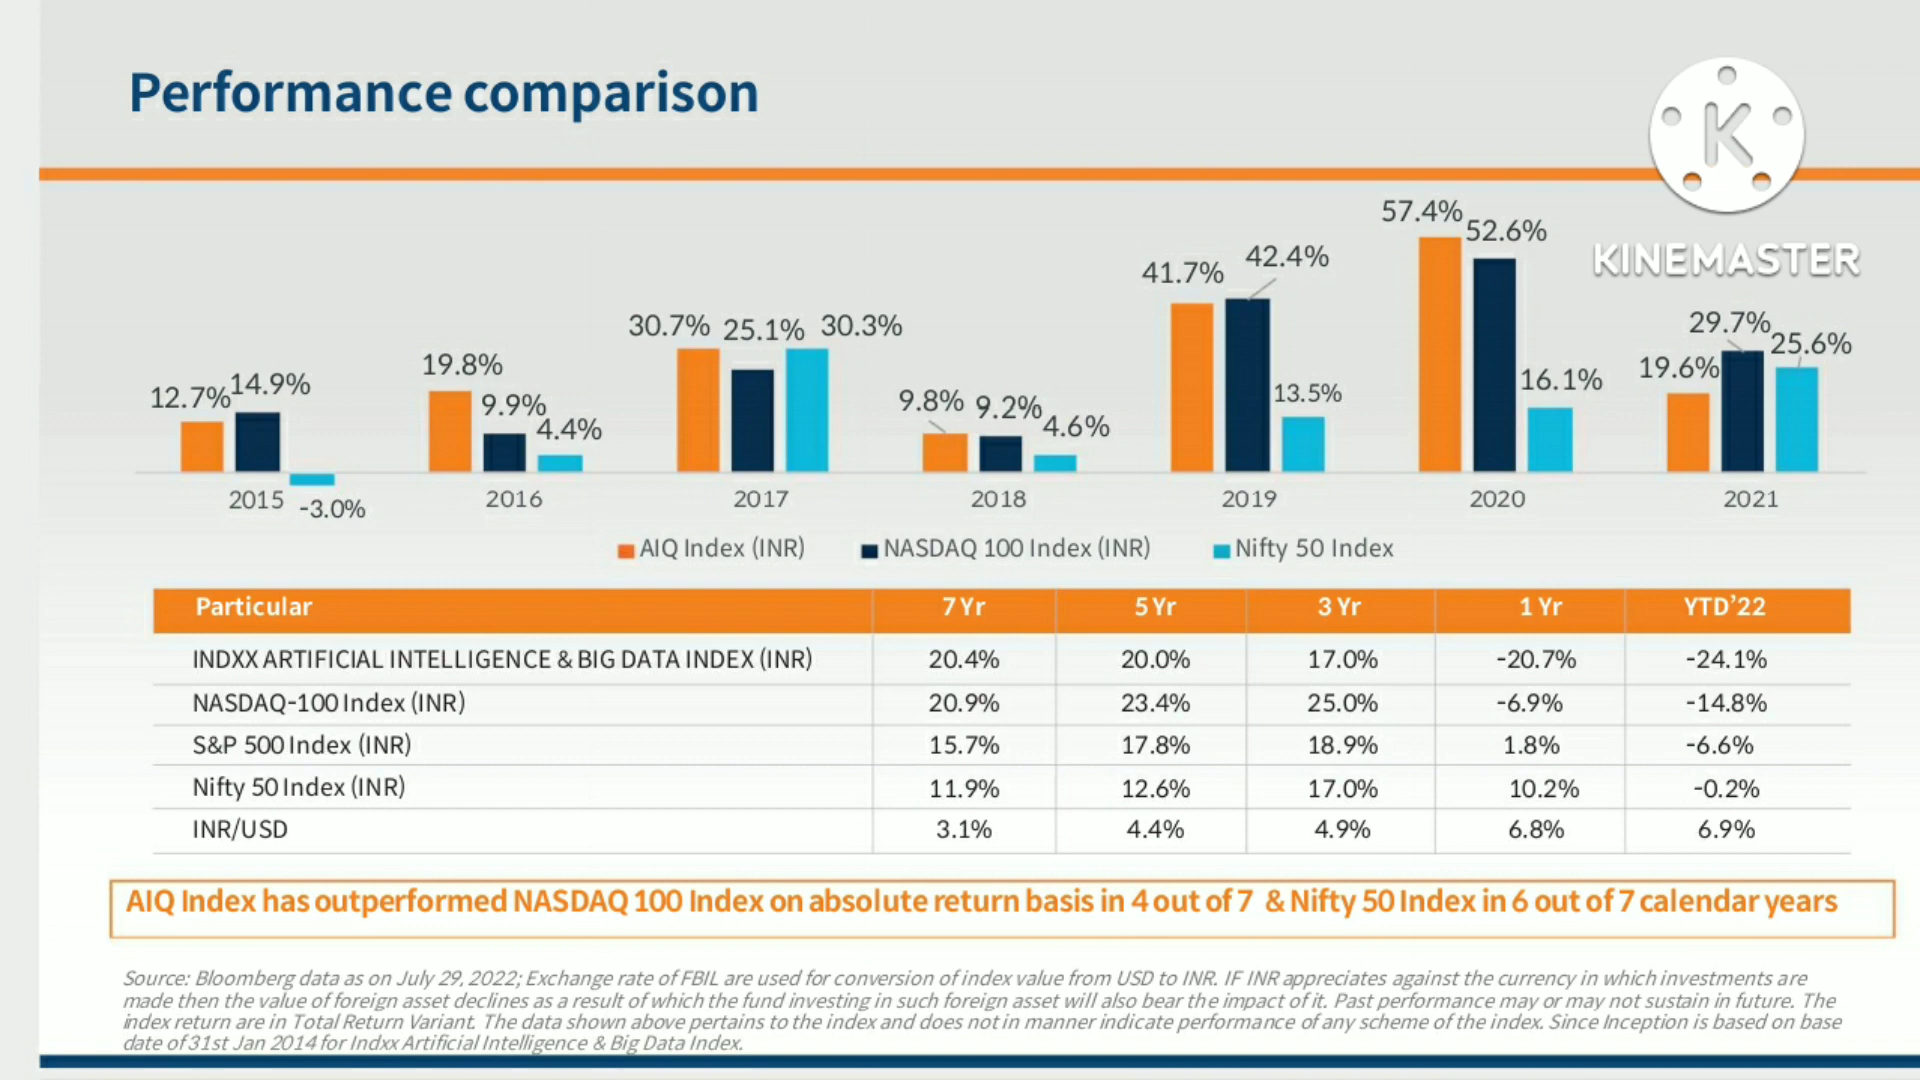 Performance comparison
K
KINEMASTER
12.7% 14.9% -3.0%
19.8% 9.9% 4.4%
30.7% 25.1% 30.3%
9.8% 9.2% 4.6%
41.7% 42.4% 13.5%
57.4% 52.6% 16.1%
19.6% 29.7% 25.6%
2015 2016 2017 2018 2019 2020 2021
AIQ Index (INR) NASDAQ 100 Index (INR) Nifty 50 Index
Particular 7 Yr 5 Yr 3 Yr 1 Yr YTD’22
INDXX ARTIFICIAL INTELLIGENCE & BIG DATA INDEX (INR) 20.4% 20.0% 17.0% -20.7% -24.1%
NASDAQ-100 Index (INR) 20.9% 23.4% 25.0% -6.9% -14.8%
S&P 500 Index (INR) 15.7% 17.8% 18.9% 1.8% -6.6%
Nifty 50 Index (INR) 11.9% 12.6% 17.0% 10.2% -0.2%
INR/USD 3.1% 4.4% 4.9% 6.8% 6.9%
AIQ Index has outperformed NASDAQ 100 Index on absolute return basis in 4 out of 7 & Nifty 50 Index in 6 out of 7 calendar years
Source: Bloomberg data as on July 29, 2022; Exchange rate of FBIL are used for conversion of index value from USD to INR. IF INR appreciates against the currency in which investments are
made then the value of foreign asset declines as a result of which the fund investing in such foreign asset will also bear the impact of it. Past performance may or may not sustain in future. The
index return are in Total Return Variant. The data shown above pertains to the index and does not in manner indicate performance of any scheme of the index. Since Inception is based on base
date of 31st Jan 2014 for Indxx Artificial Intelligence & Big Data Index.